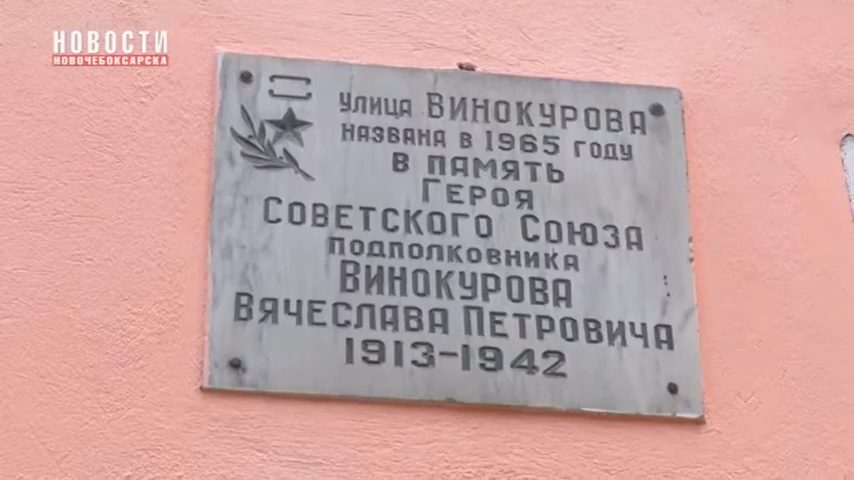 НОВОСТИ
НОВОЧЕБОКСАРСКА
УЛИЦА ВИНОКУРОВА
НАЗВАНА В 1965 ГОДУ
В ПАМЯТЬ
ГЕРОЯ
СОВЕТСКОГО СОЮЗА
ПОДПОЛКОВНИКА
ВИНОКУРОВА
ВЯЧЕСЛАВА ПЕТРОВИЧА
1913-1942